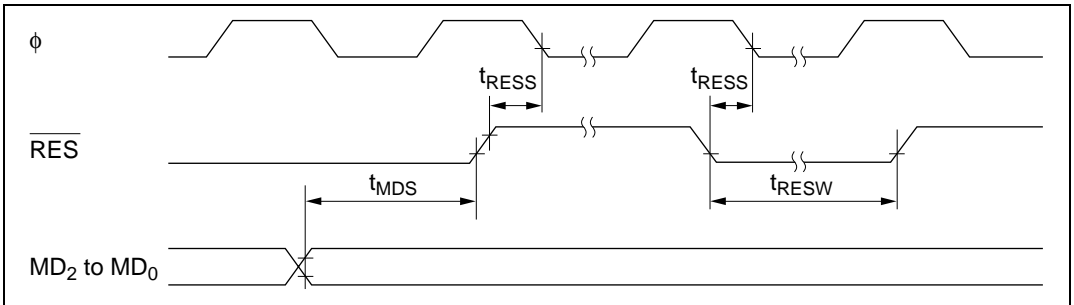 ϕ
tRESS
tRESS
RES
tMDS
tRESW
MD2 to MD0